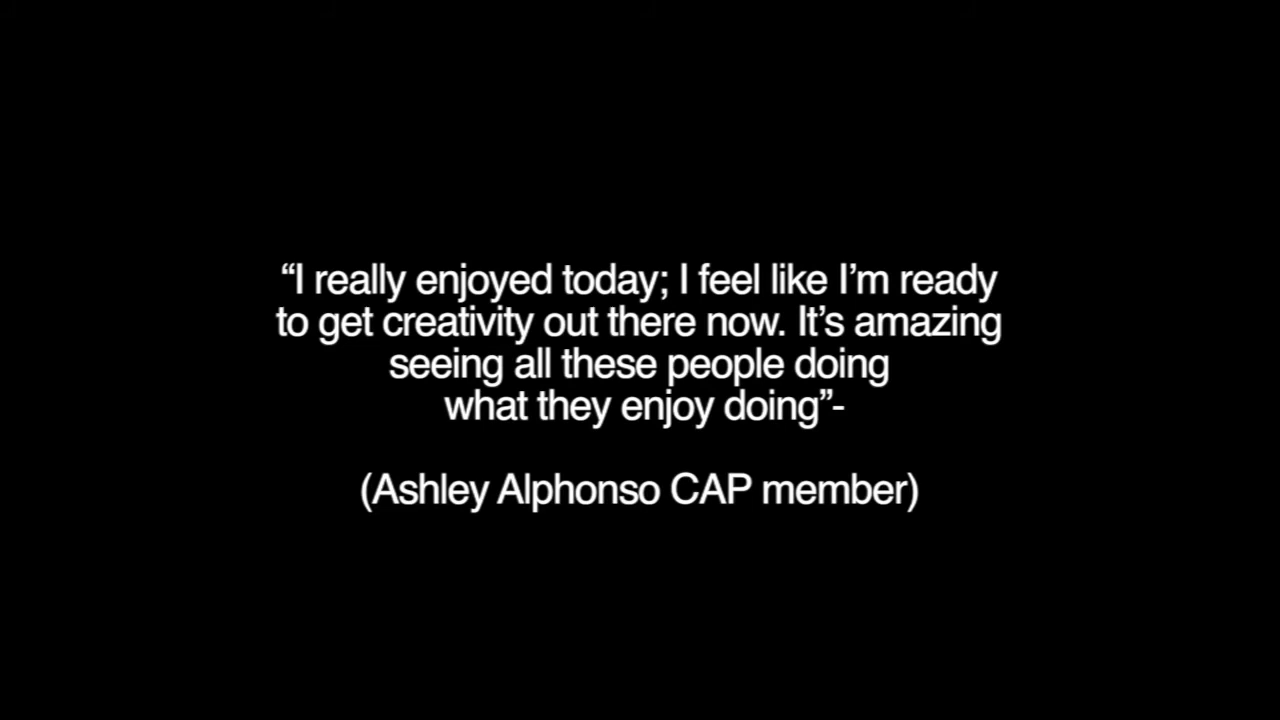 “I really enjoyed today; I feel like I’m ready
to get creativity out there now. It’s amazing
seeing all these people doing
what they enjoy doing”-
(Ashley Alphonso CAP member)